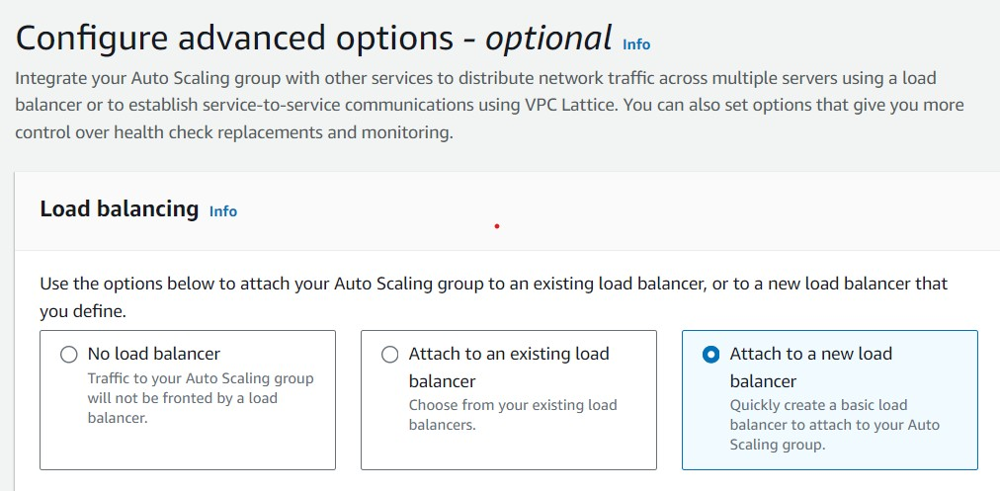 Configure advanced options - optional Info
Integrate your Auto Scaling group with other services to distribute network traffic across multiple servers using a load
balancer or to establish service-to-service communications using VPC Lattice. You can also set options that give you more
control over health check replacements and monitoring.
Load balancing Info
Use the options below to attach your Auto Scaling group to an existing load balancer, or to a new load balancer that
you define.
No load balancer
Traffic to your Auto Scaling group
will not be fronted by a load
balancer.
Attach to an existing load
balancer
Choose from your existing load
balancers.
Attach to a new load
balancer
Quickly create a basic load
balancer to attach to your Auto
Scaling group.